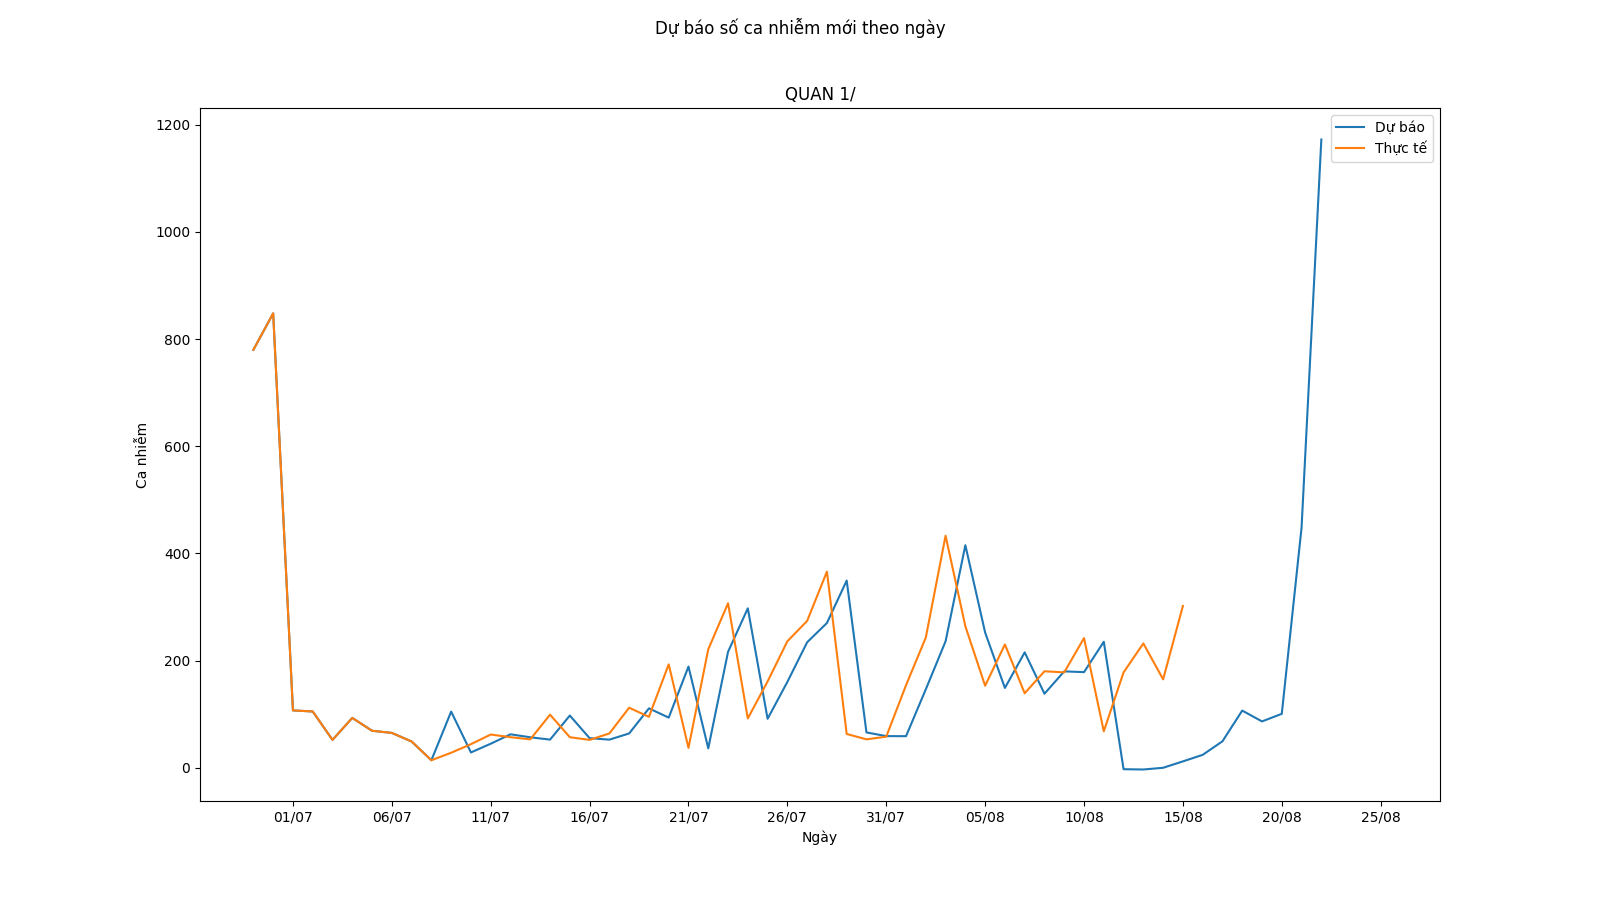 Dự báo số ca nhiễm mới theo ngày
QUAN 1/
Dự báo
Thực tế
1200
1000
800
600
400
200
0
Ca nhiễm
01/07 06/07 11/07 16/07 21/07 26/07 31/07 05/08 10/08 15/08 20/08 25/08
Ngày